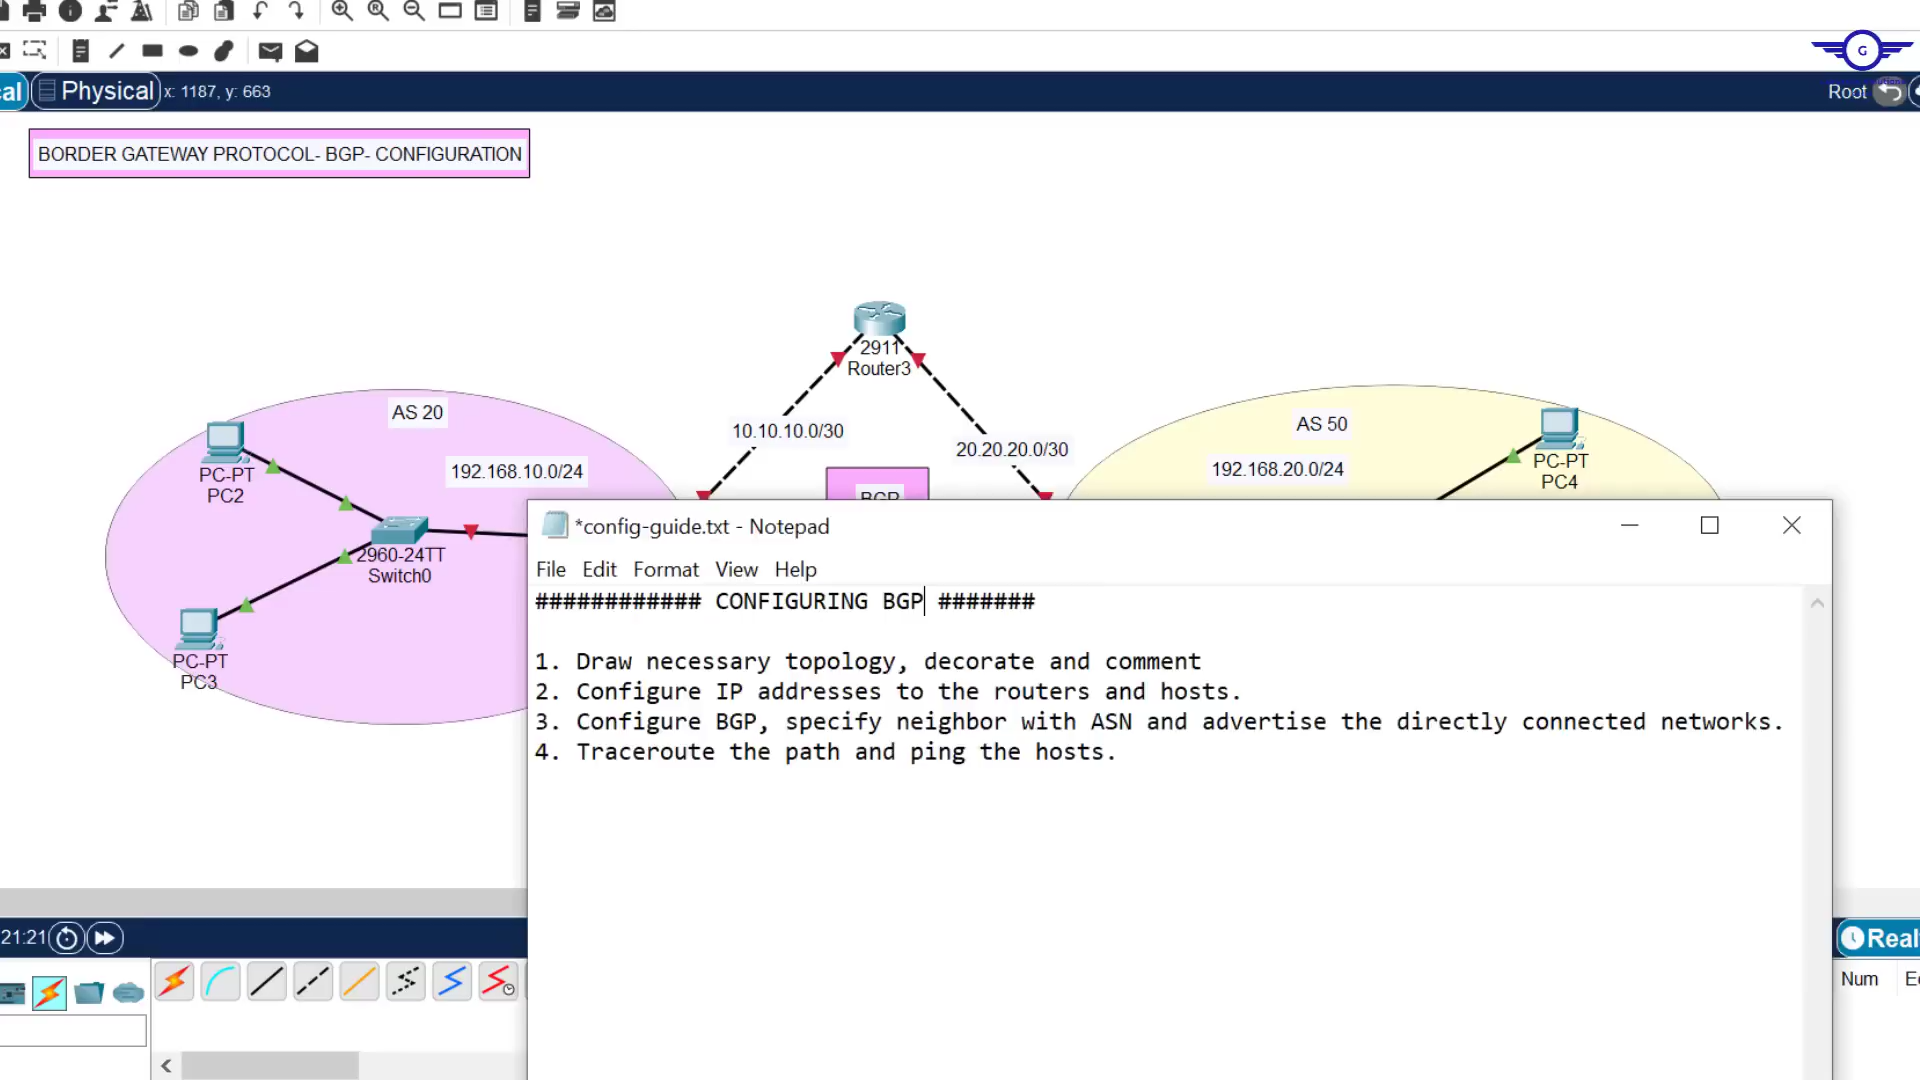 Physical
x: 1187, y: 663
Root
G
BORDER GATEWAY PROTOCOL- BGP- CONFIGURATION
2911
Router3
AS 20
10.10.10.0/30
20.20.20.0/30
AS 50
PC-PT
PC2
192.168.10.0/24
192.168.20.0/24
PC-PT
PC4
BGP
2960-24TT
Switch0
PC-PT
PC3
*config-guide.txt - Notepad
File Edit Format View Help
############ CONFIGURING BGP #######
1. Draw necessary topology, decorate and comment
2. Configure IP addresses to the routers and hosts.
3. Configure BGP, specify neighbor with ASN and advertise the directly connected networks.
4. Traceroute the path and ping the hosts.
21:21
Num